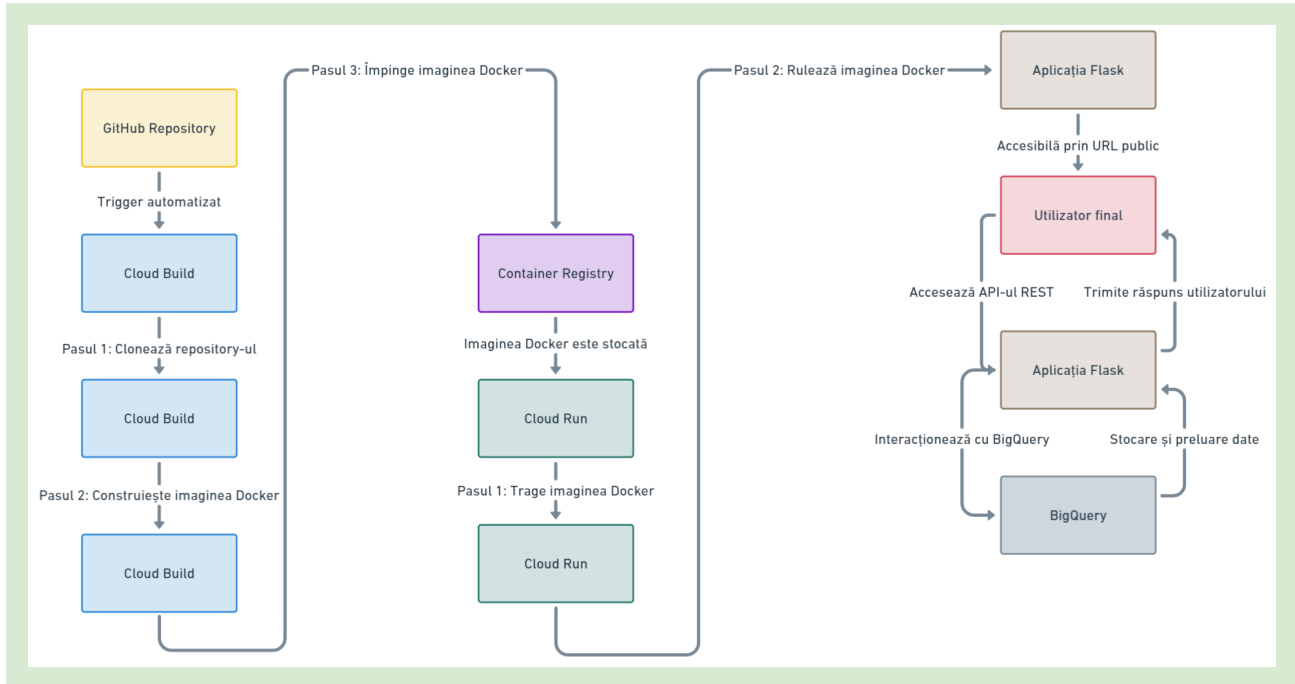 GitHub Repository
Trigger automatizat
Cloud Build
Pasul 1: Clonează repository-ul
Cloud Build
Pasul 2: Construiește imaginea Docker
Cloud Build
Pasul 3: Împinge imaginea Docker
Container Registry
Imaginea Docker este stocată
Cloud Run
Pasul 1: Trage imaginea Docker
Cloud Run
Pasul 2: Rulează imaginea Docker
Aplicația Flask
Accesibilă prin URL public
Utilizator final
Accesează API-ul REST
Trimite răspuns utilizatorului
Aplicația Flask
Interacționează cu BigQuery
Stocare și preluare date
BigQuery